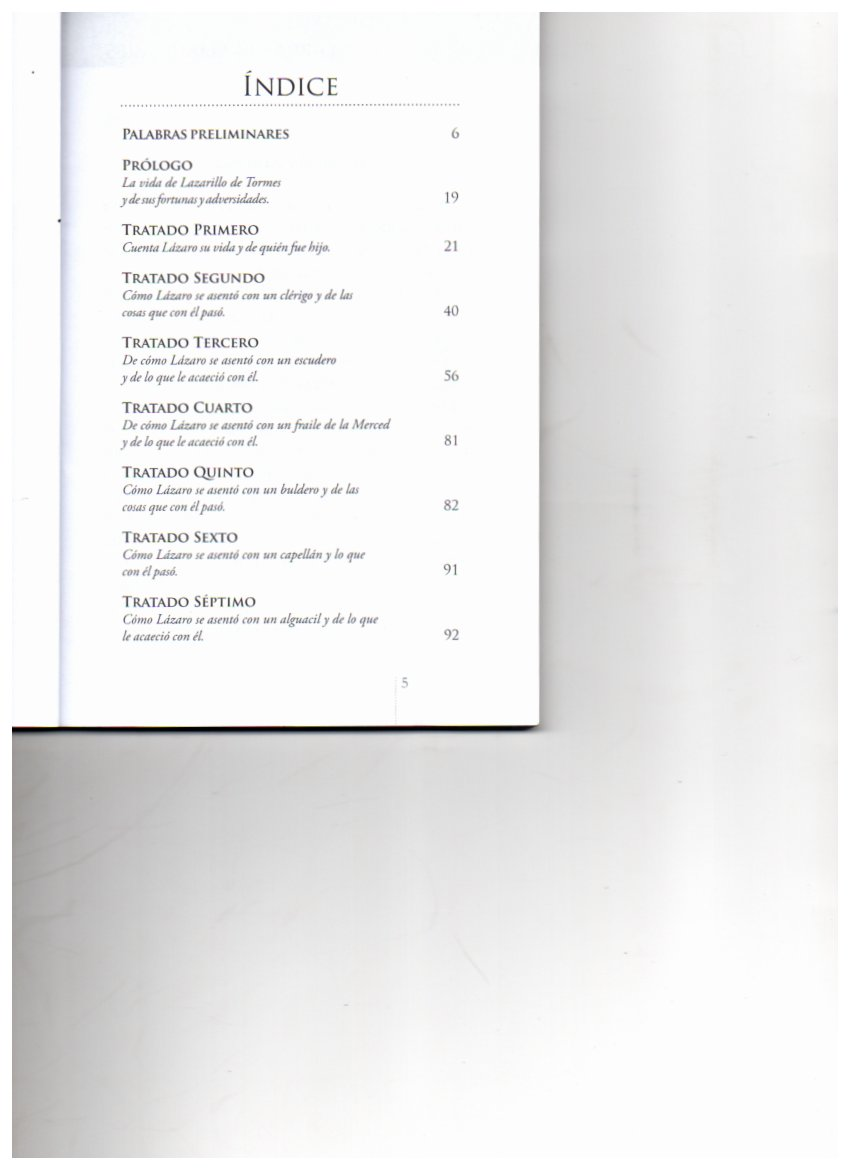 ÍNDICE
PALABRAS PRELIMINARES 6
PRÓLOGO
La vida de Lazarillo de Tormes
y de sus fortunas y adversidades. 19
TRATADO PRIMERO
Cuenta Lázaro su vida y de quién fue hijo. 21
TRATADO SEGUNDO
Cómo Lázaro se asentó con un clérigo y de las
cosas que con él pasó. 40
TRATADO TERCERO
De cómo Lázaro se asentó con un escudero
y de lo que le acaeció con él. 56
TRATADO CUARTO
De cómo Lázaro se asentó con un fraile de la Merced
y de lo que le acaeció con él. 81
TRATADO QUINTO
Cómo Lázaro se asentó con un buldero y de las
cosas que con él pasó. 82
TRATADO SEXTO
Cómo Lázaro se asentó con un capellán y lo que
con él pasó. 91
TRATADO SÉPTIMO
Cómo Lázaro se asentó con un alguacil y de lo que
le acaeció con él. 92
5